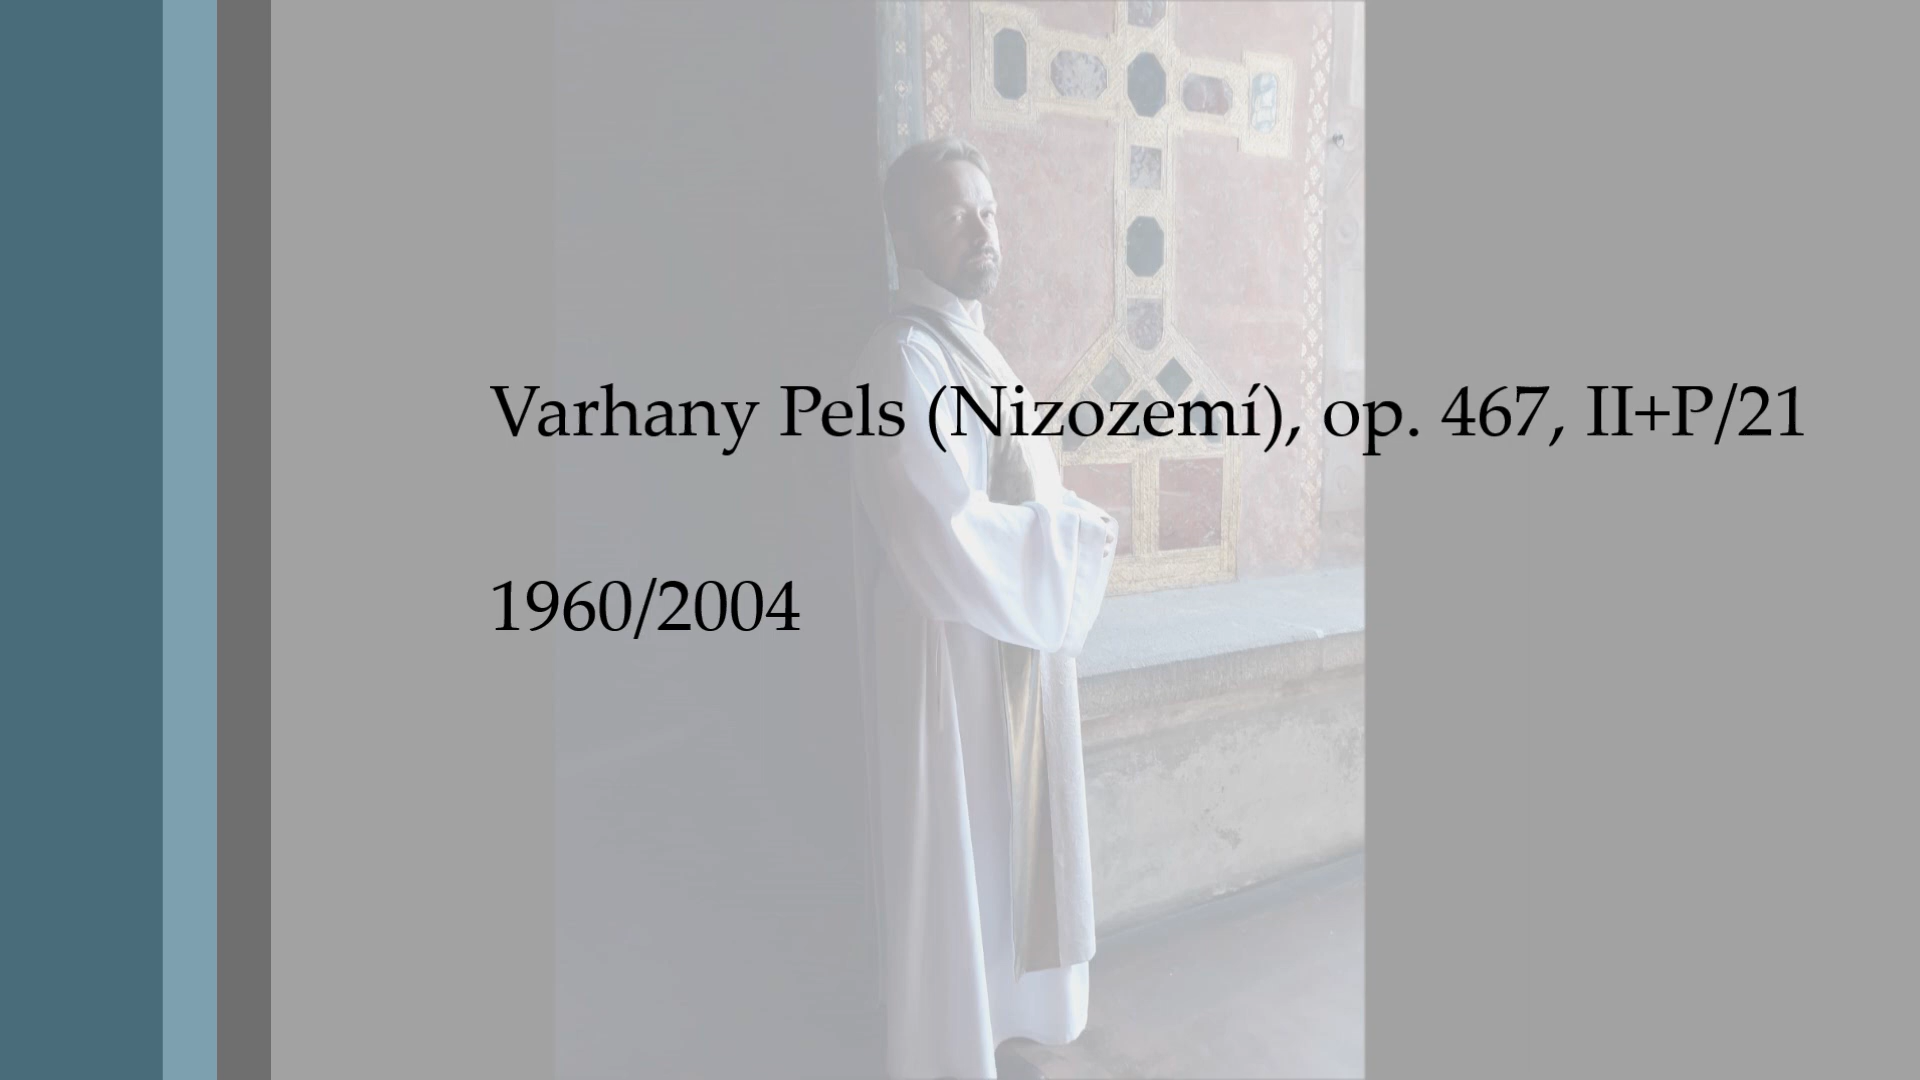 Varhany Pels (Nizozemí), op. 467, II+P/21
1960/2004